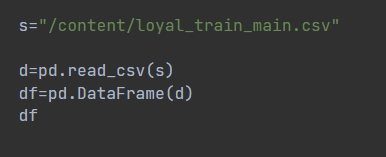 s="/content/loyal_train_main.csv"
d=pd.read_csv(s)
df=pd.DataFrame(d)
df